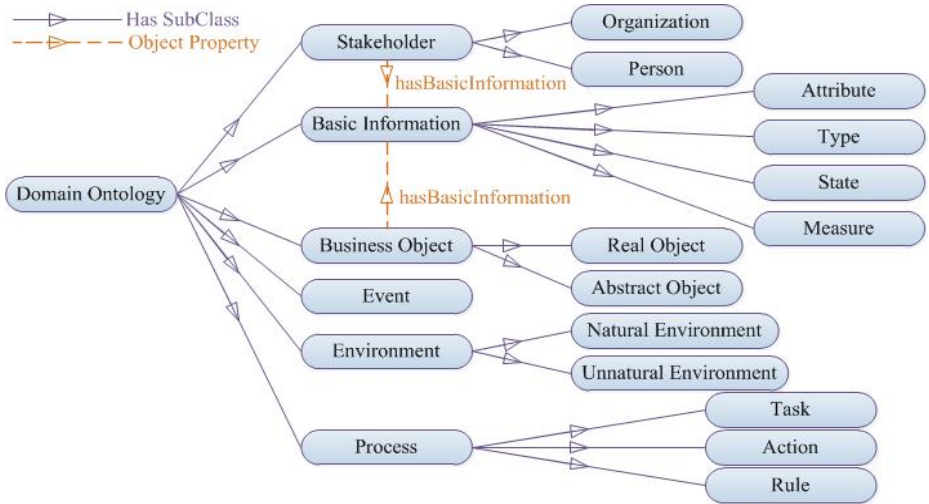 Has SubClass
Object Property
Stakeholder
Organization
Person
hasBasicInformation
Basic Information
Attribute
Type
State
Measure
Domain Ontology
hasBasicInformation
Business Object
Real Object
Abstract Object
Event
Environment
Natural Environment
Unnatural Environment
Process
Task
Action
Rule